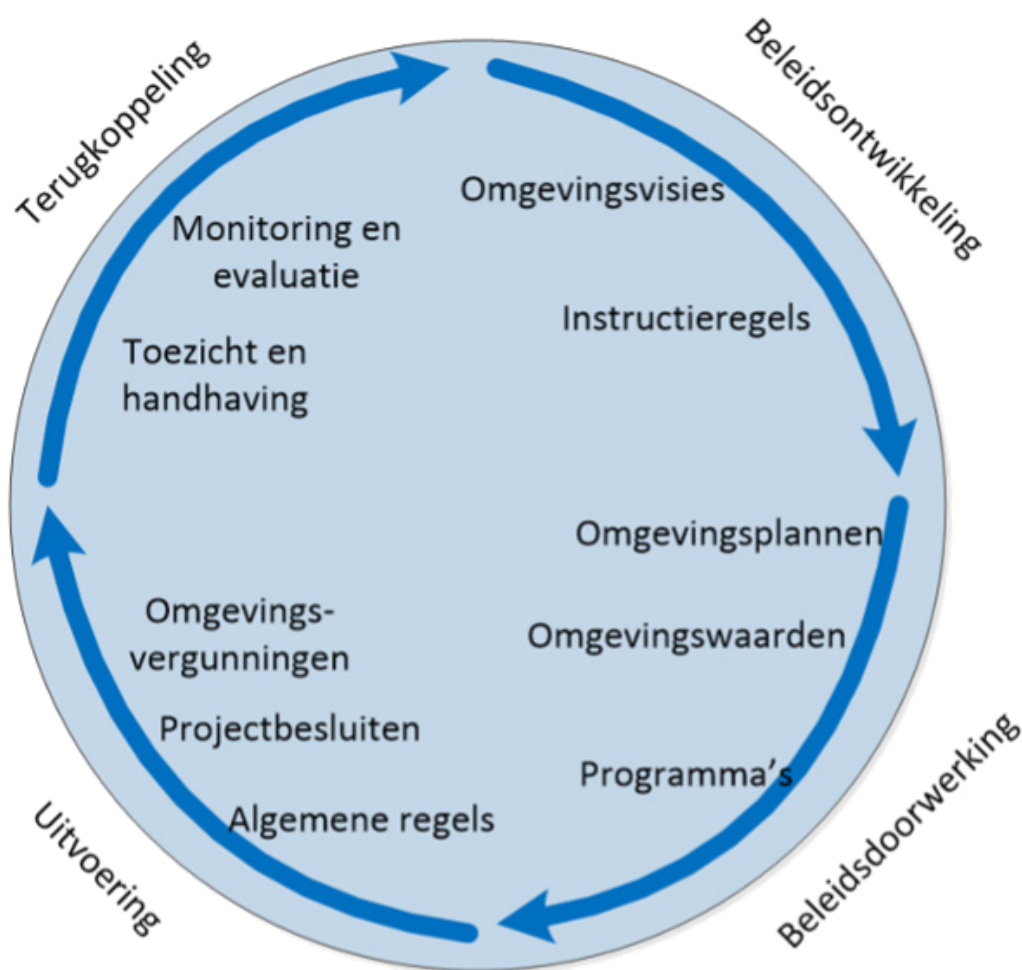 Beleidsontwikkeling
Omgevingsvisies
Instructieregels
Beleidsdoorwerking
Omgevingsplannen
Omgevingswaarden
Programma’s
Uitvoering
Algemene regels
Projectbesluiten
Omgevings-
vergunningen
Terugkoppeling
Toezicht en
handhaving
Monitoring en
evaluatie